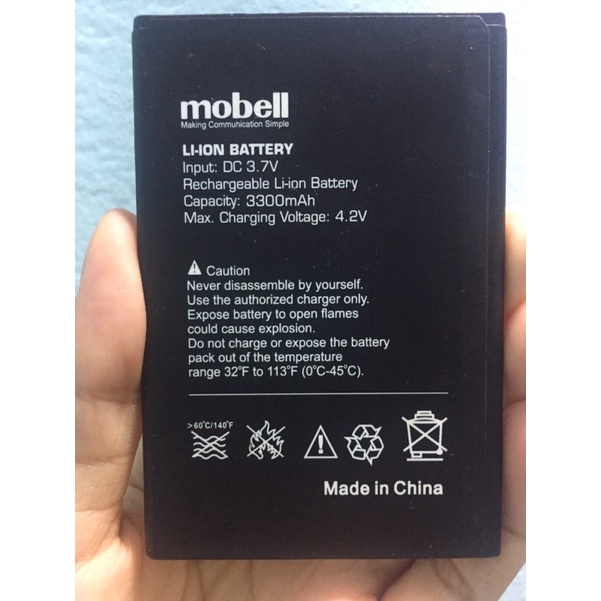 mobell
Making Communication Simple
LI-ION BATTERY
Input: DC 3.7V
Rechargeable Li-ion Battery
Capacity: 3300mAh
Max. Charging Voltage: 4.2V
Caution
Never disassemble by yourself.
Use the authorized charger only.
Expose battery to open flames
could cause explosion.
Do not charge or expose the battery
pack out of the temperature
range 32°F to 113°F (0°C-45°C).
>60°C/140°F
Made in China